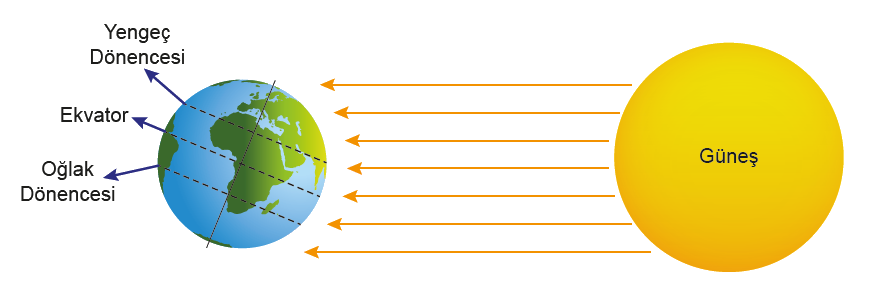 Yengeç
Dönencesi
Ekvator
Oğlak
Dönencesi
Güneş